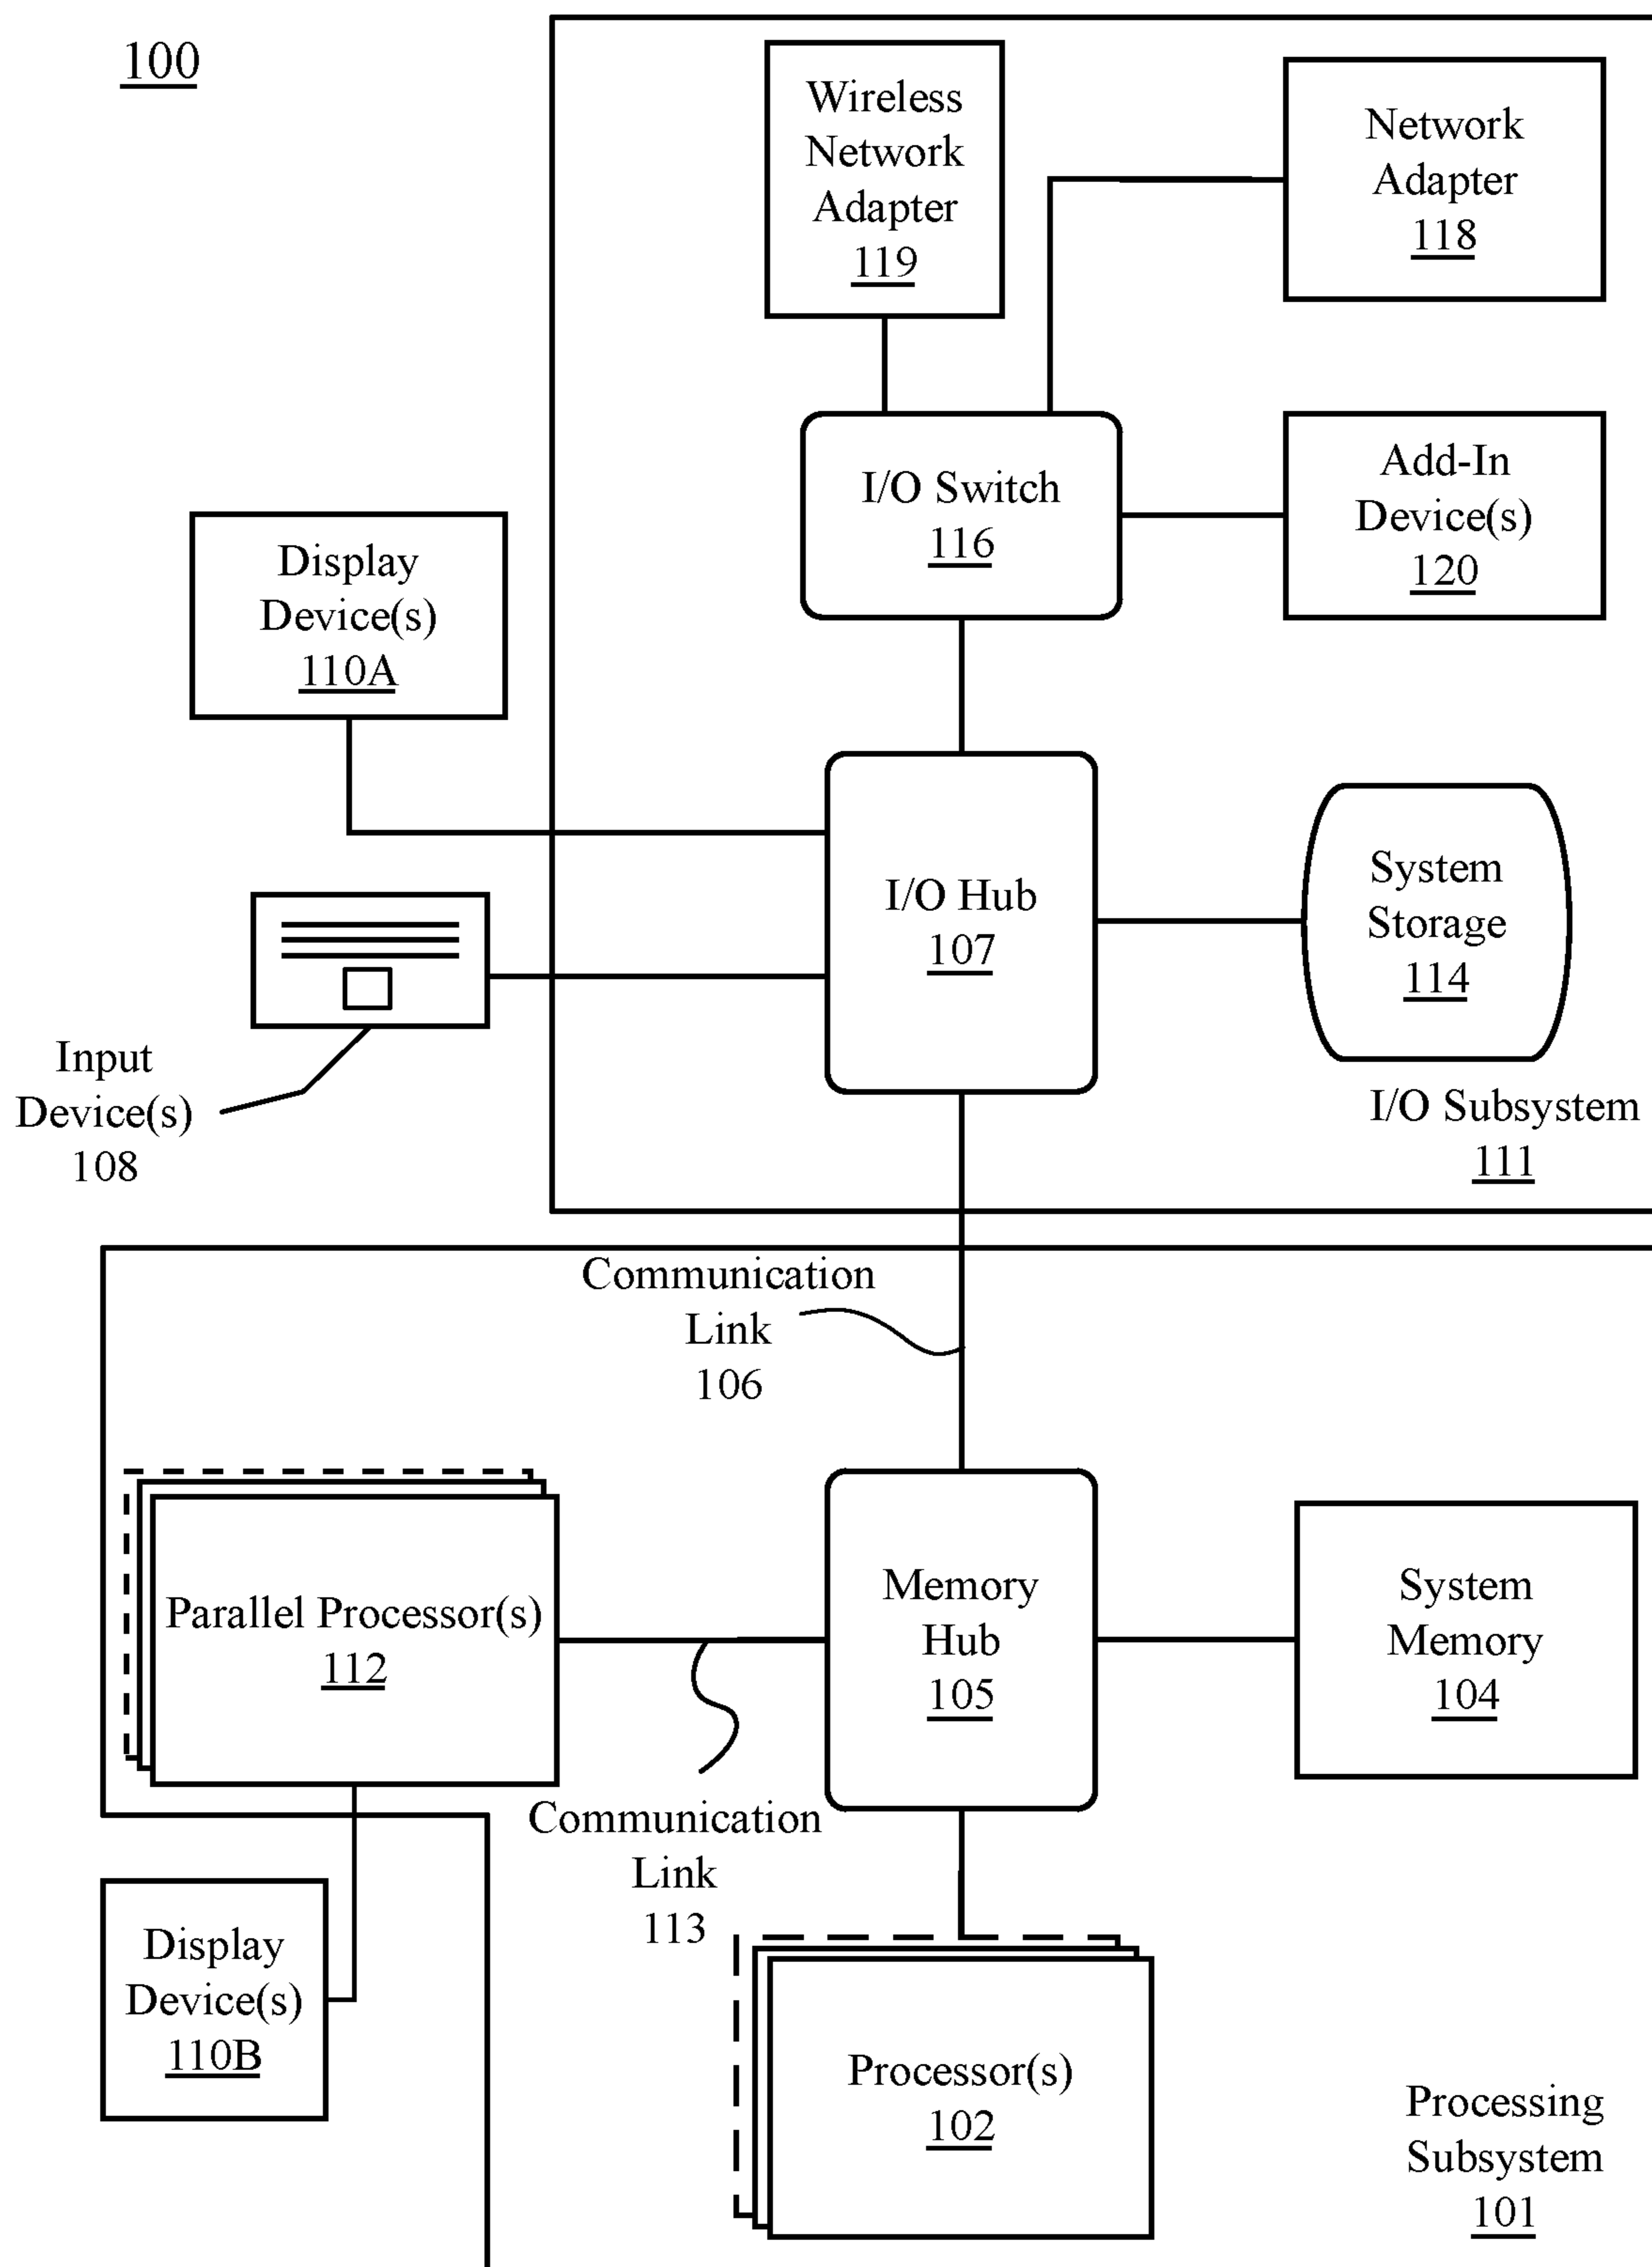 100
Wireless
Network
Adapter
119
Network
Adapter
118
I/O Switch
116
Add-In
Device(s)
120
Display
Device(s)
110A
I/O Hub
107
System
Storage
114
Input
Device(s)
108
I/O Subsystem
111
Communication
Link
106
Parallel Processor(s)
112
Memory
Hub
105
System
Memory
104
Communication
Link
113
Display
Device(s)
110B
Processor(s)
102
Processing
Subsystem
101